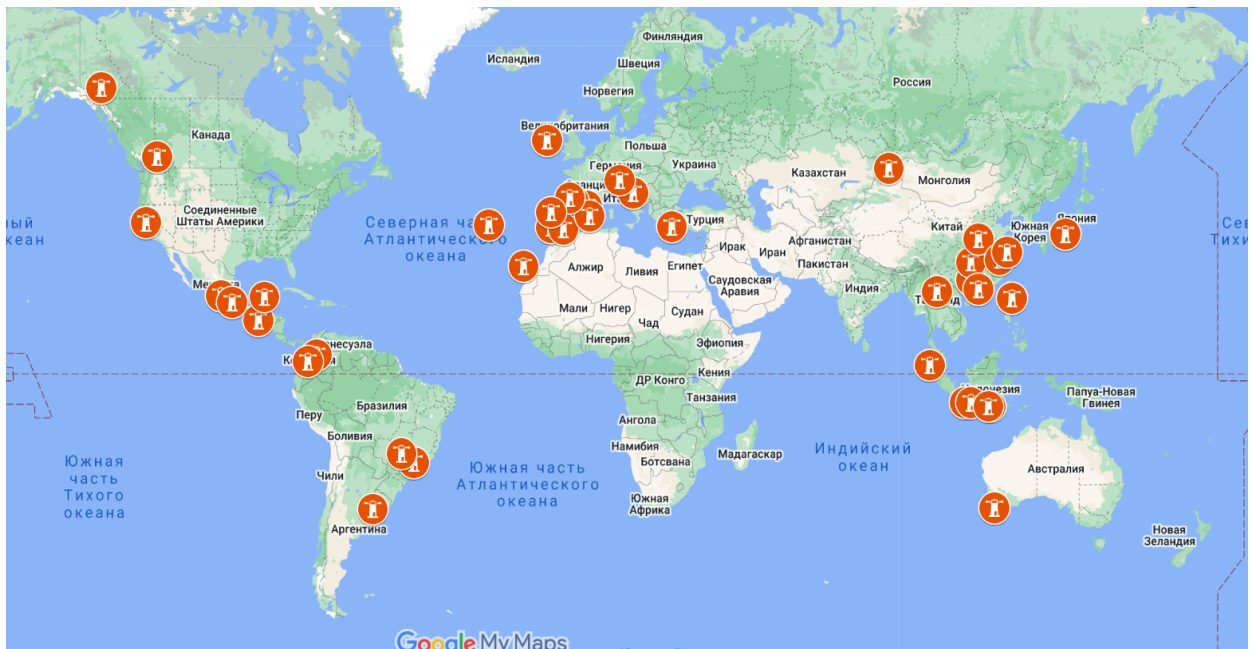 Финляндия
Исландия
Швеция
Россия
Норвегия
Канада
Великобритания
Польша
Германия
Украина
Казахстан
Монголия
Соединенные
Штаты Америки
Северная
Атлантического
океана
Турция
Китай
Южная
Корея
Япония
океан
Ирак
Иран
Афганистан
Пакистан
Алжир
Ливия
Египет
Саудовская
Аравия
Индия
Мали
Нигер
Судан
Чад
Нигерия
Эфиопия
ДР Конго
Кения
Танзания
Папуа-Новая
Гвинея
Перу
Бразилия
Ангола
Боливия
Намибия
Ботсвана
Мадагаскар
Индийский
океан
Австралия
Южная
часть
Тихого
океана
Чили
Южная часть
Атлантического
океана
Южная
Африка
Аргентина
Новая
Зеландия
Google My Maps